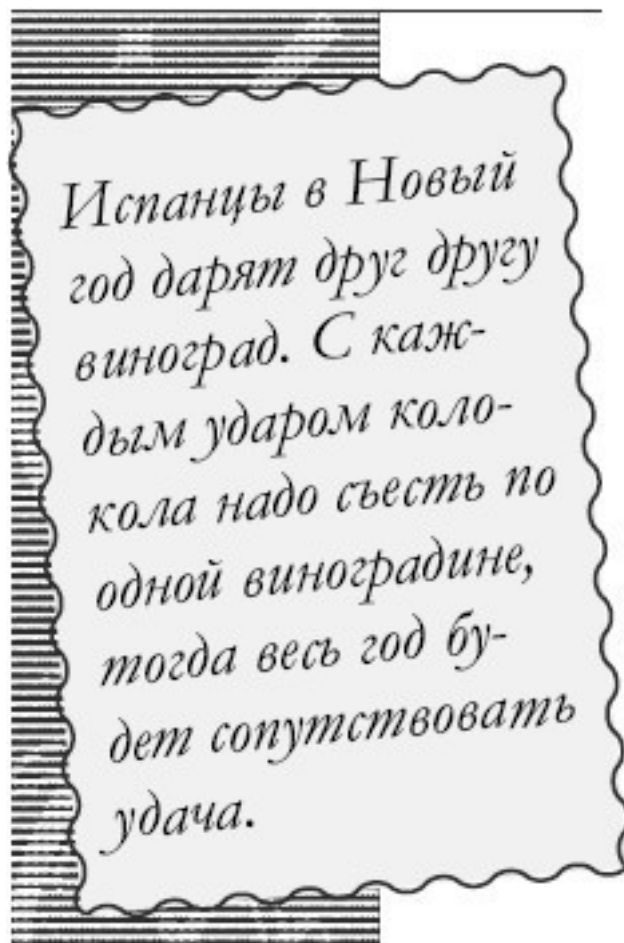 Испанцы в Новый
год дарят друг другу
виноград. С каж-
дым ударом коло-
кола надо съесть по
одной виноградине,
тогда весь год бу-
дет сопутствовать
удача.